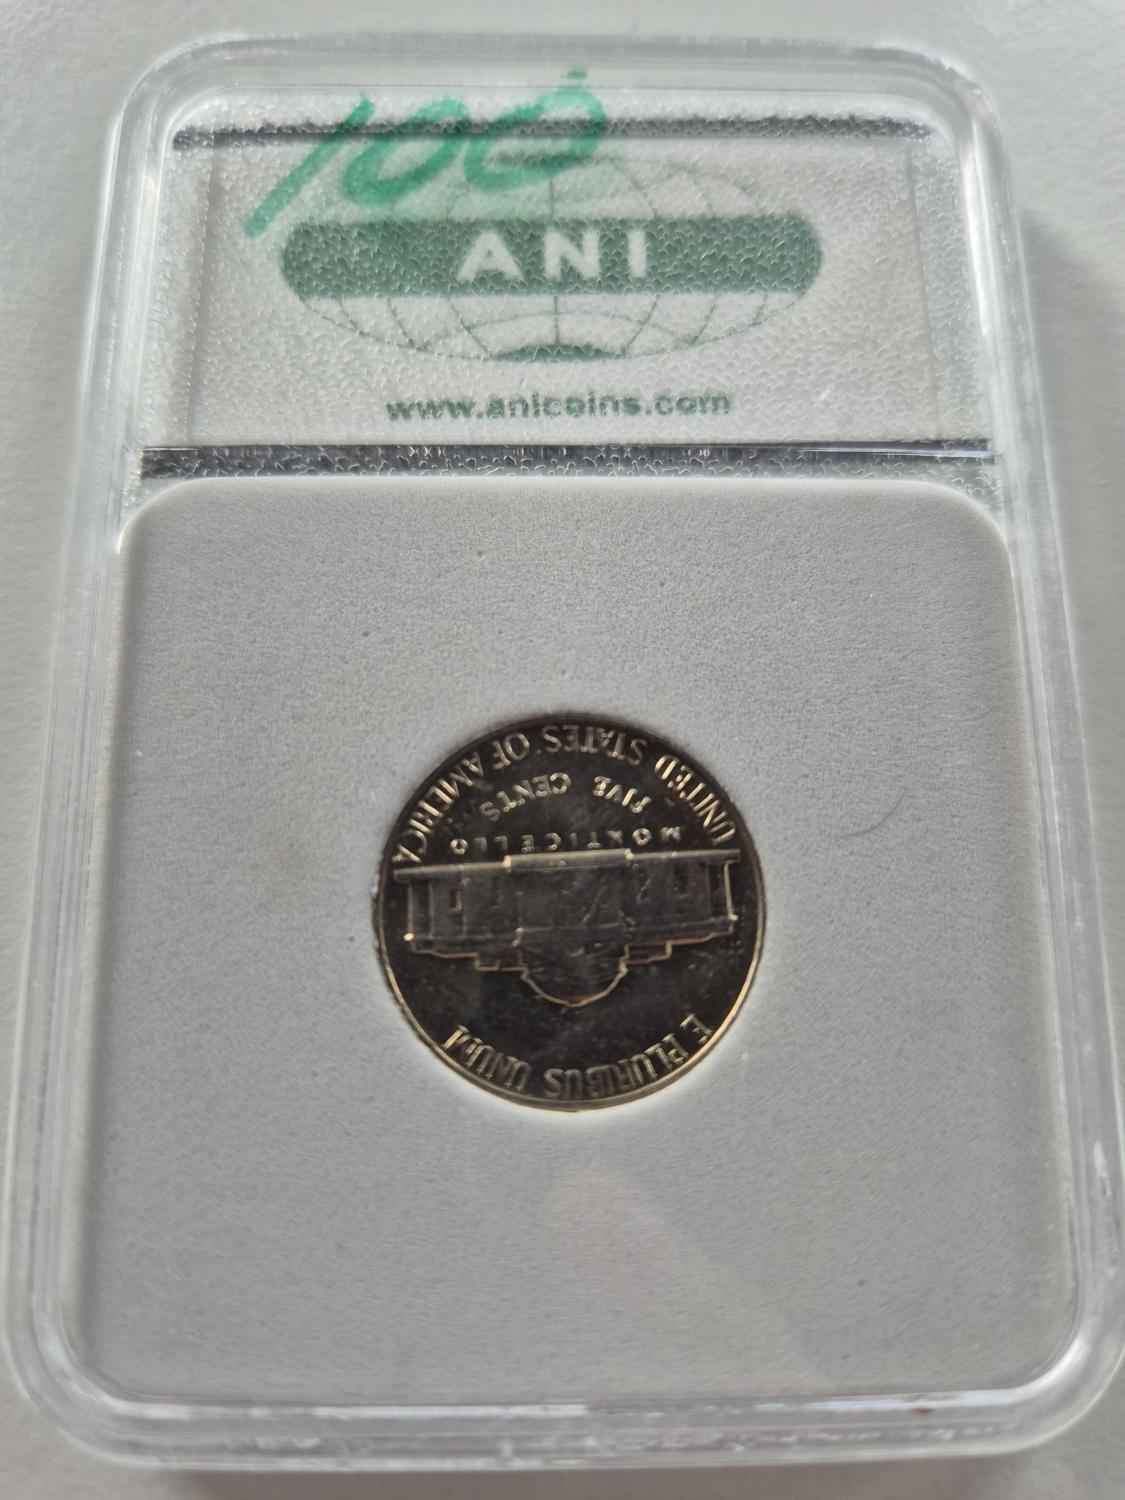 100
ANI
www.anicoins.com
E PLURIBUS UNUM
MONTICELLO
FIVE CENTS
UNITED STATES OF AMERICA